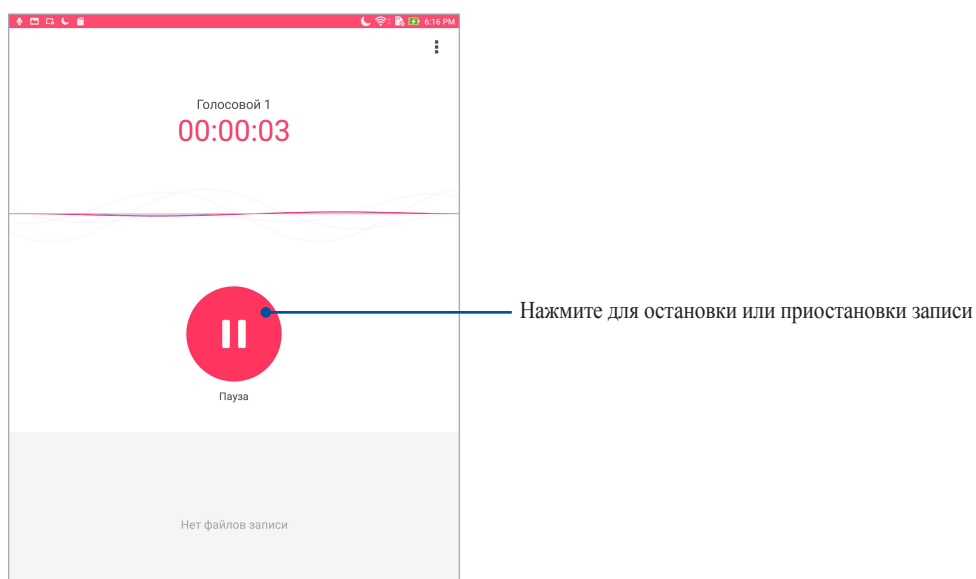 6:16 PM
Голосовой 1
00:00:03
Нажмите для остановки или приостановки записи
Пауза
Нет файлов записи